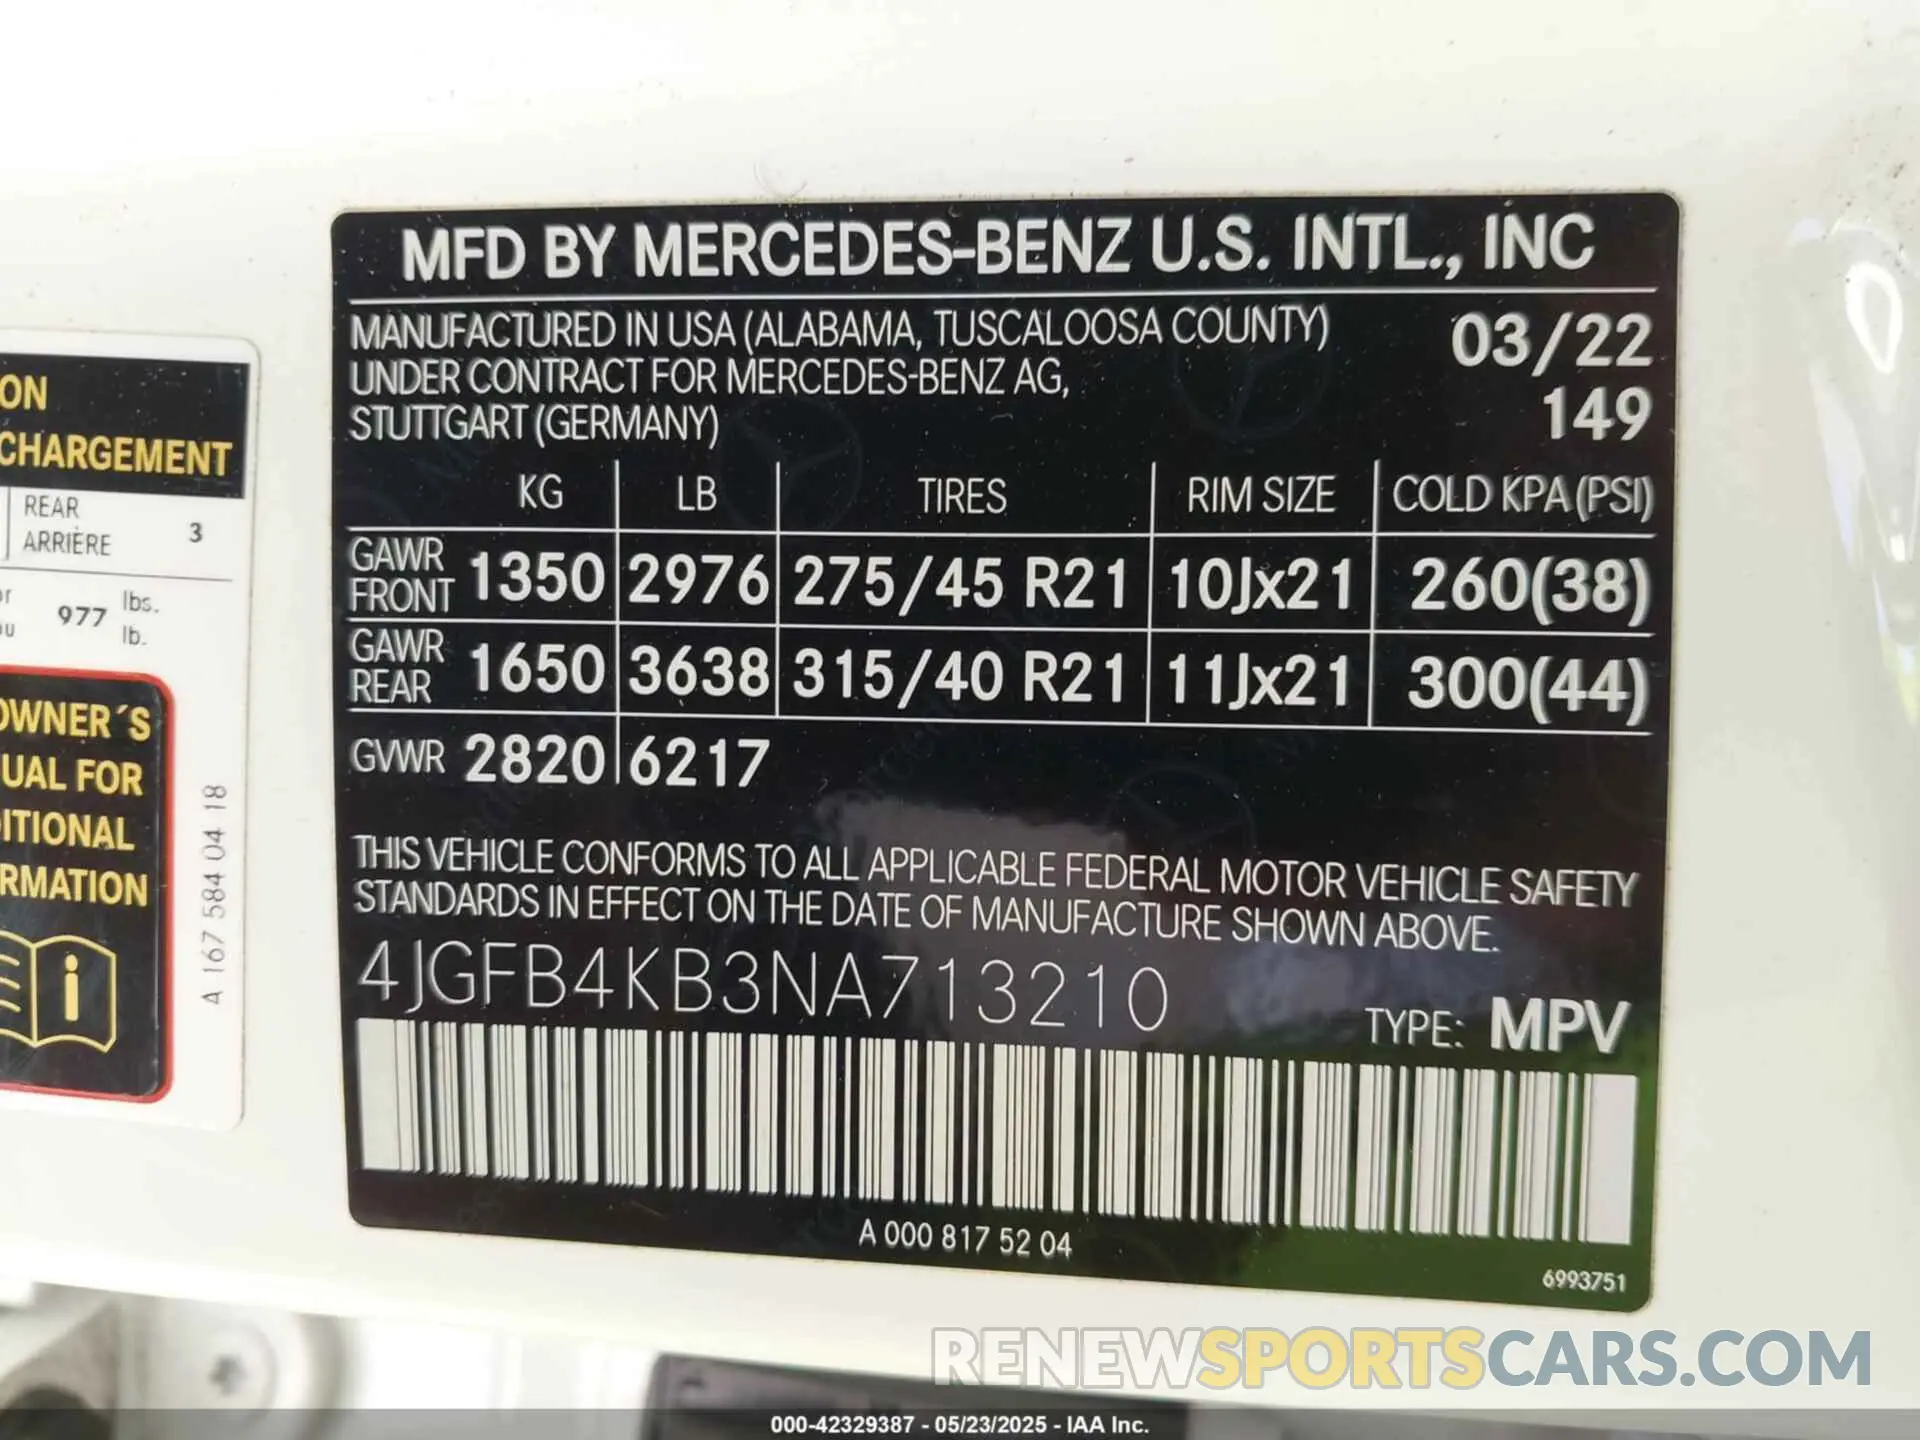 MFD BY MERCEDES-BENZ U.S. INTL., INC
MANUFACTURED IN USA (ALABAMA, TUSCALOOSA COUNTY)
UNDER CONTRACT FOR MERCEDES-BENZ AG,
STUTTGART (GERMANY)
03/22
149
KG LB TIRES RIM SIZE COLD KPA (PSI)
GAWR FRONT 1350 2976 275/45 R21 10Jx21 260(38)
GAWR REAR 1650 3638 315/40 R21 11Jx21 300(44)
GVWR 2820 6217
THIS VEHICLE CONFORMS TO ALL APPLICABLE FEDERAL MOTOR VEHICLE SAFETY
STANDARDS IN EFFECT ON THE DATE OF MANUFACTURE SHOWN ABOVE.
4JGFB4KB3NA713210
TYPE: MPV
A 000 817 52 04
6993751
ON
CHARGEMENT
REAR
ARRIÈRE 3
977 lbs.
lb.
OWNER´S
UAL FOR
ITIONAL
RMATION
A 167 584 04 18
RENEWSPORTSCARS.COM
000-42329387 - 05/23/2025 - IAA Inc.